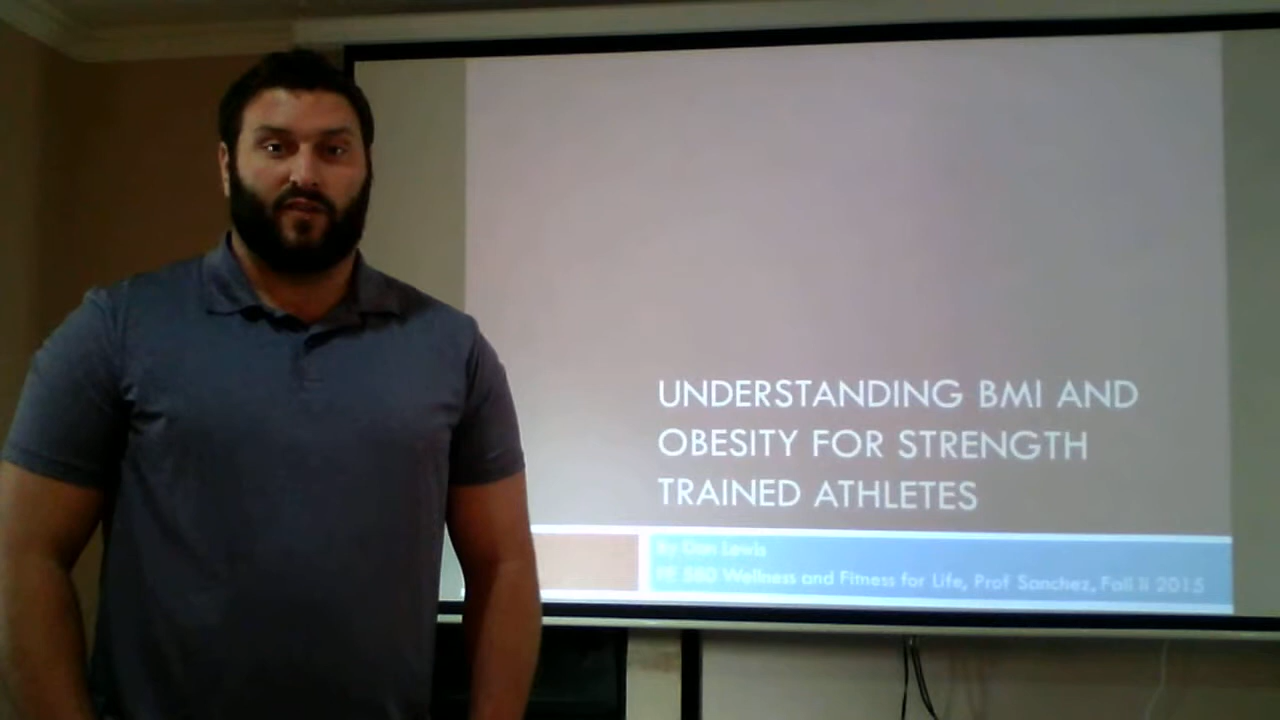 UNDERSTANDING BMI AND
OBESITY FOR STRENGTH
TRAINED ATHLETES
By Dan Lewis
PE 580 Wellness and Fitness for Life, Prof Sanchez, Fall II 2015